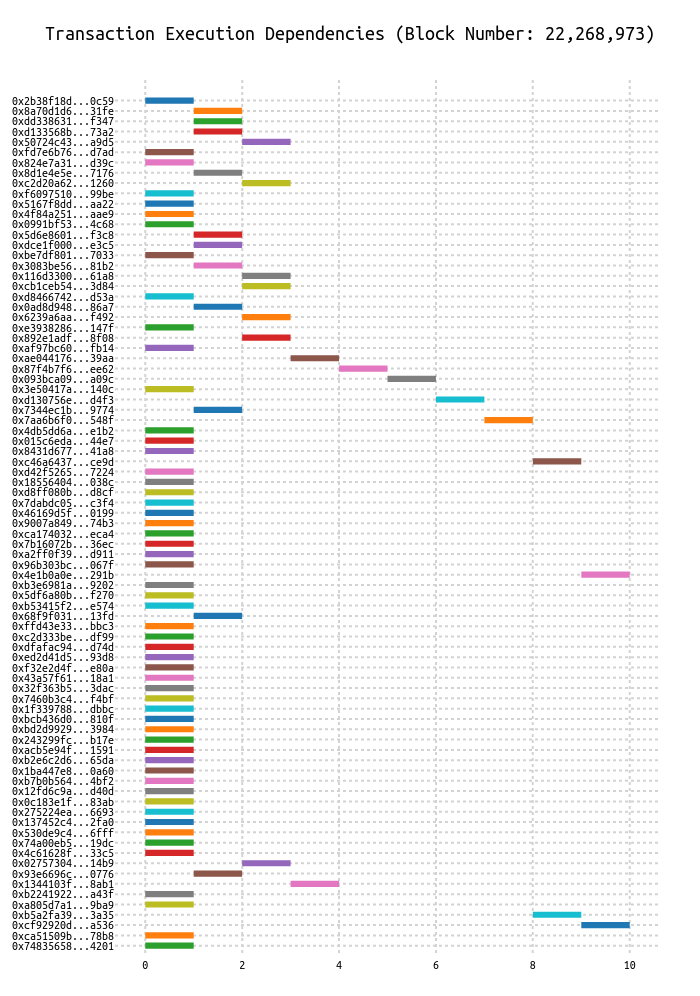 Transaction Execution Dependencies (Block Number: 22,268,973)
0x2b38f18d...0c59
0x8a70d1d6...31fe
0xdd338631...f347
0xd133568b...73a2
0x50724c43...a9d5
0xfd7e6b76...d7ad
0x824e7a31...d39c
0x8d1e4e5e...7176
0xc2d20a62...1260
0xf6097510...99be
0x5167f8dd...aa22
0x4f84a251...aae9
0x0991bf53...4c68
0x5d6e8601...f3c8
0xdce1f000...e3c5
0xbe7df801...7033
0x3083be56...81b2
0x116d3300...61a8
0xcb1ceb54...3d84
0xd8466742...d53a
0x0ad8d948...86a7
0x6239a6aa...f492
0xe3938286...147f
0x892e1adf...8f08
0xaf97bc60...fb14
0xae044176...39aa
0x87f4b7f6...ee62
0x093bca09...a09c
0x3e50417a...140c
0xd130756e...d4f3
0x7344ec1b...9774
0x7aa6b6f0...548f
0x4db5dd6a...e1b2
0x015c6eda...44e7
0x8431d677...41a8
0xc46a6437...ce9d
0xd42f5265...7224
0x18556404...038c
0xd8ff080b...d8cf
0x7dabdc05...c3f4
0x46169d5f...0199
0x9007a849...74b3
0xca174032...eca4
0x7b16072b...36ec
0xa2ff0f39...d911
0x96b303bc...067f
0x4e1b0a0e...291b
0xb3e6981a...9202
0x5df6a80b...f270
0xb53415f2...e574
0x68f9f031...13fd
0xffd43e33...bbc3
0xc2d333be...df99
0xdfafac94...d74d
0xed2d41d5...93d8
0xf32e2d4f...e80a
0x43a57f61...18a1
0x32f363b5...3dac
0x7460b3c4...f4bf
0x1f339788...dbbc
0xbcb436d0...810f
0xbd2d9929...3984
0x243299fc...b17e
0xacb5e94f...1591
0xb2e6c2d6...65da
0x1ba447e8...0a60
0xb7b0b564...4bf2
0x12fd6c9a...d40d
0x0c183e1f...83ab
0x275224ea...6693
0x137452c4...2fa0
0x530de9c4...6fff
0x74a00eb5...19dc
0x4c61628f...33c5
0x02757304...14b9
0x93e6696c...0776
0x1344103f...8ab1
0xb2241922...a43f
0xa805d7a1...9ba9
0xb5a2fa39...3a35
0xcf92920d...a536
0xca51509b...78b8
0x74835658...4201
0 2 4 6 8 10